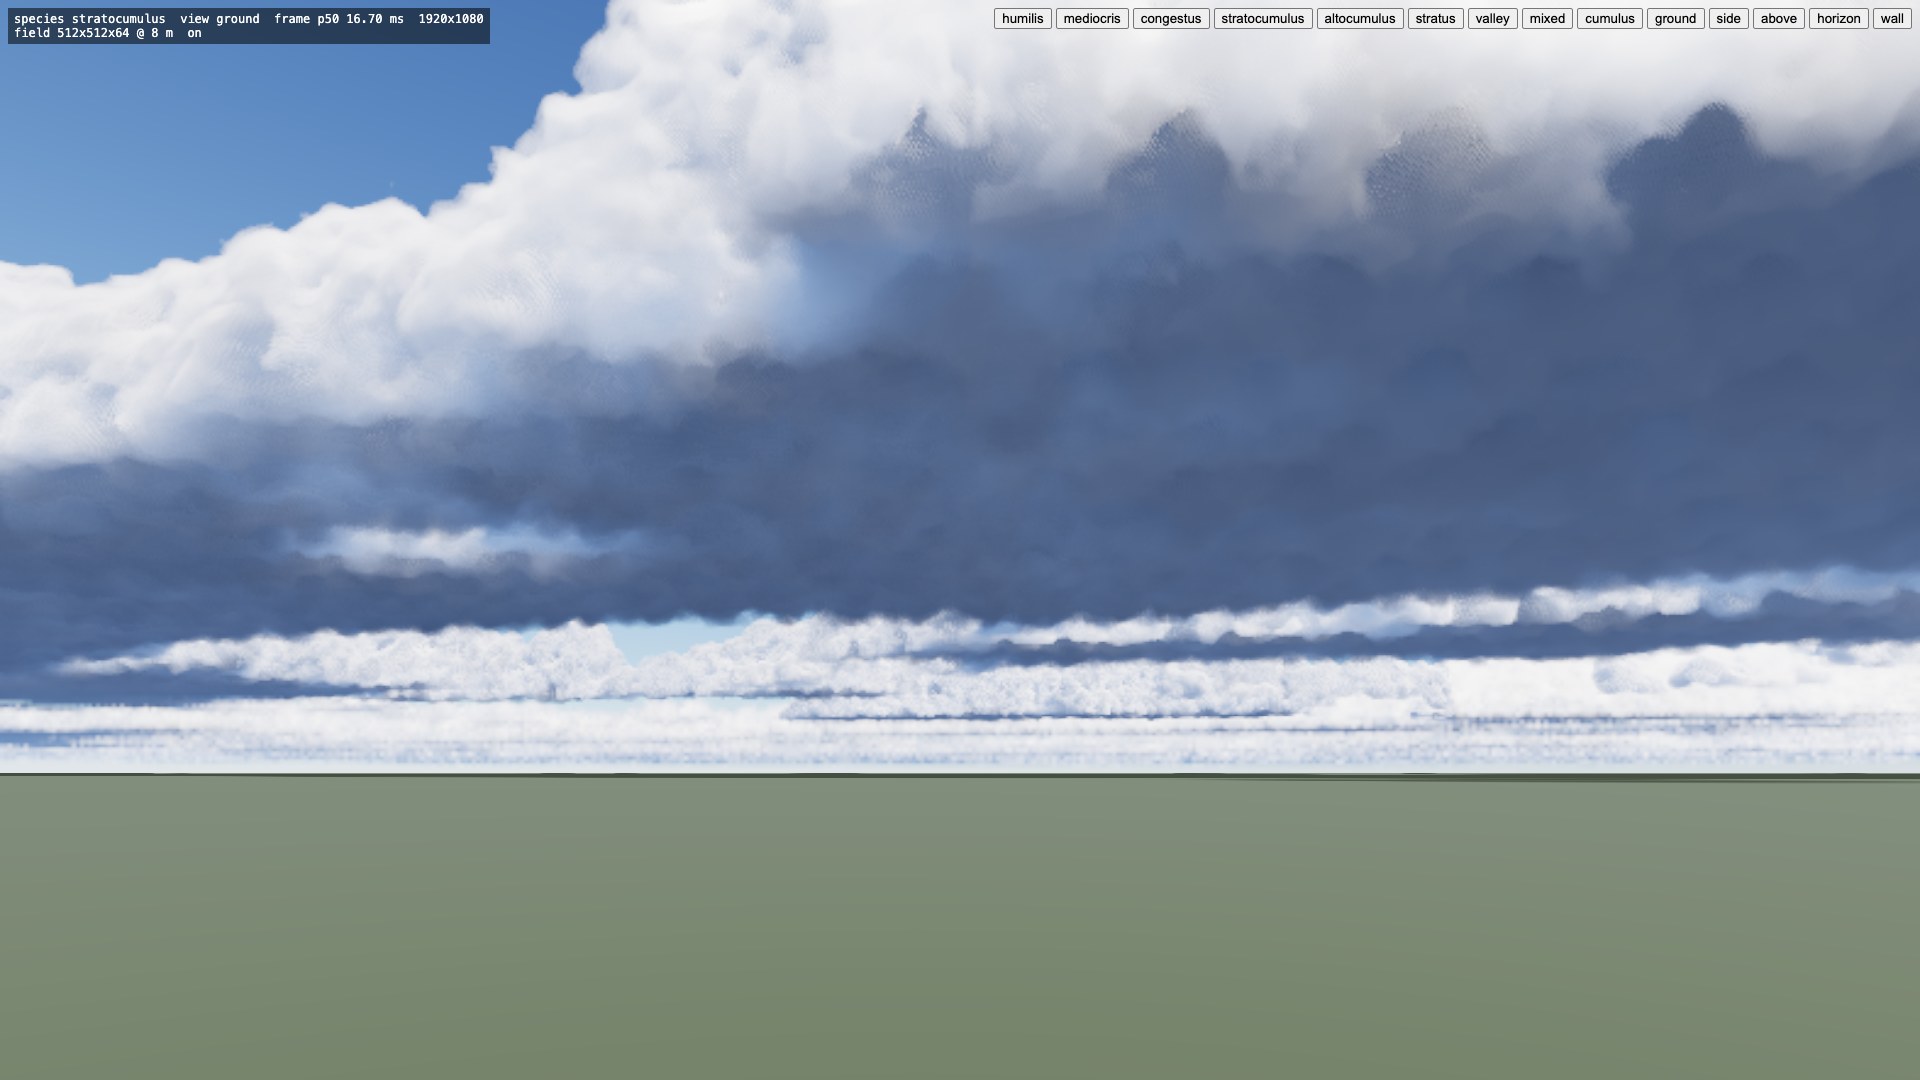 species stratocumulus  view ground  frame p50 16.70 ms  1920x1080
field 512x512x64 @ 8 m  on
humilis mediocris congestus stratocumulus altocumulus stratus valley mixed cumulus ground side above horizon wall